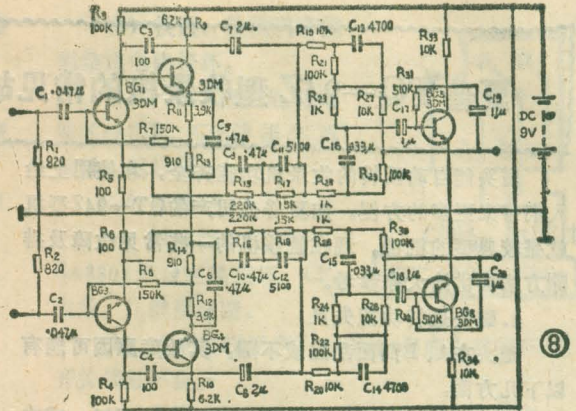 R3 100K
C3 100
6.2K R9
C7 2μ
R19 10K
C13 4700
R33 10K
C1 .047μ
BG1 3DM
3DM
R11 3.9K
C5 .47μ
R21 100K
R23 1K
R27 10K
R31 510K
BG5 3DM
C17 1μ
C19 1μ
DC 9V
R1 820
R7 150K
910 R13
C9 .47μ
C11 5100
C16 .033μ
R5 100
R15 220K
R17 15K
1K
R29 100K
R6 100
220K R16
15K R18
1K R26
R30 100K
R2 820
R8 150K
R14 910
C10 .47μ
C12 5100
C15 .033μ
C18 1μ
1μ
BG2
C6 .47μ
R24 1K
R28 10K
510K
BG6 3DM
C2 .047μ
R12 3.9K
R22 100K
⑧
BG4 3DM
R4 100K
C4 100
R10 6.2K
C8 2μ
R20 10K
C14 4700
R34 10K